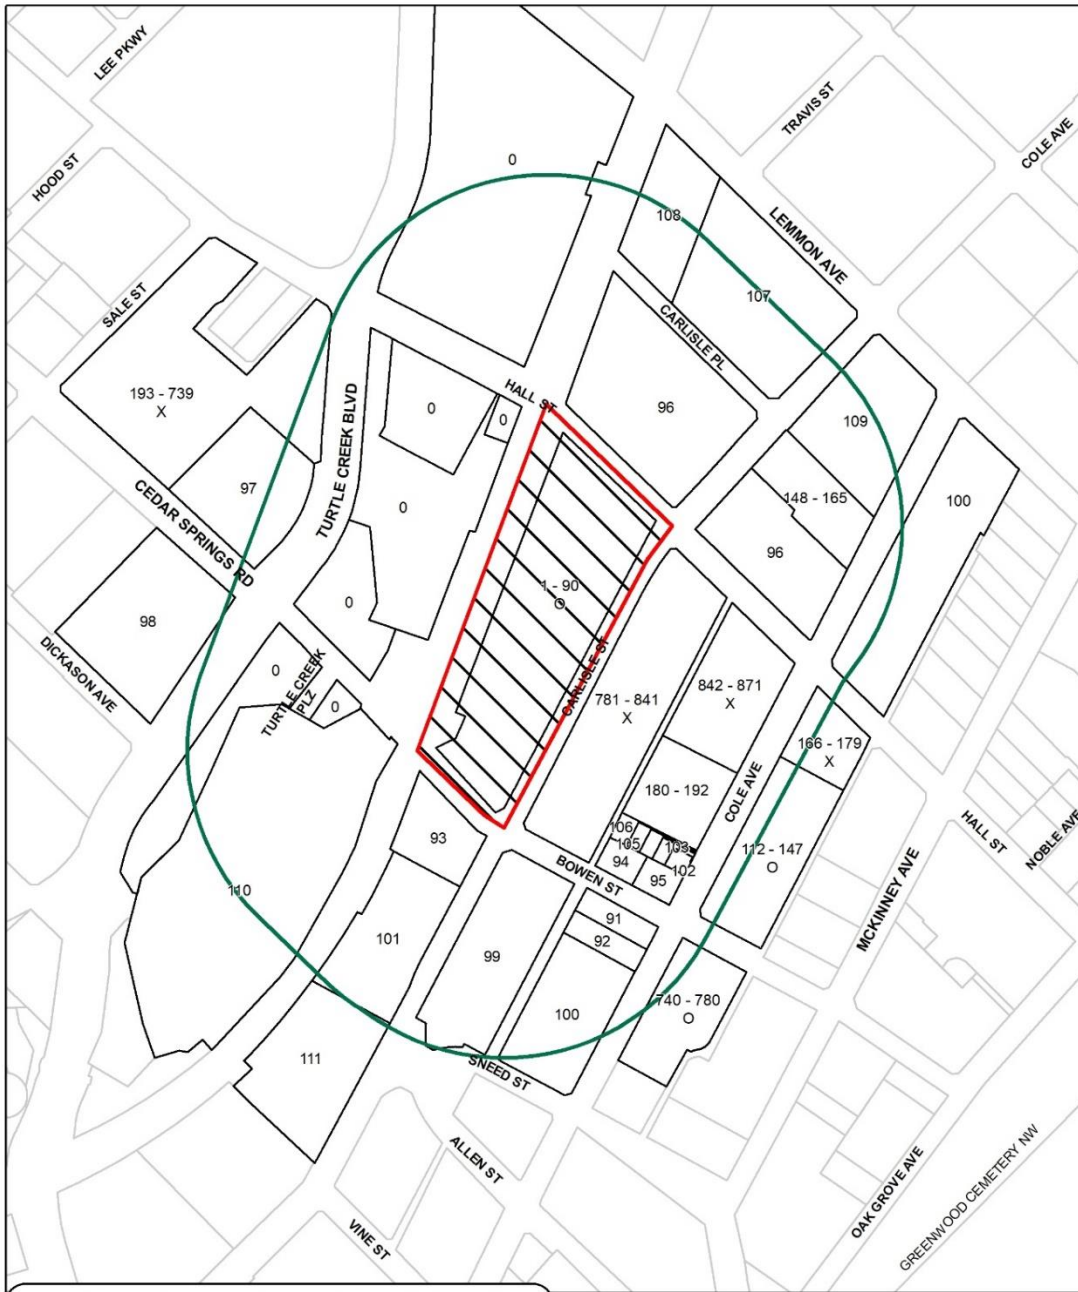 LEE PKWY
TRAVIS ST
COLE AVE
HOOD ST
0
108
LEMMON AVE
SALE ST
107
CARLISLE PL
193 - 739
X
HALL ST
0
0
96
109
TURTLE CREEK BLVD
97
0
148 - 165
100
CEDAR SPRINGS RD
96
1 - 90
O
0
98
DICKASON AVE
0
TURTLE CREEK
PLZ
0
CARLISLE ST
781 - 841
X
842 - 871
X
166 - 179
X
180 - 192
COLE AVE
HALL ST
NOBLE AVE
106
105
103
94
102
95
93
112 - 147
O
BOWEN ST
MCKINNEY AVE
110
91
92
101
99
100
740 - 780
O
111
SNEED ST
ALLEN ST
OAK GROVE AVE
GREENWOOD CEMETERY NW
VINE ST